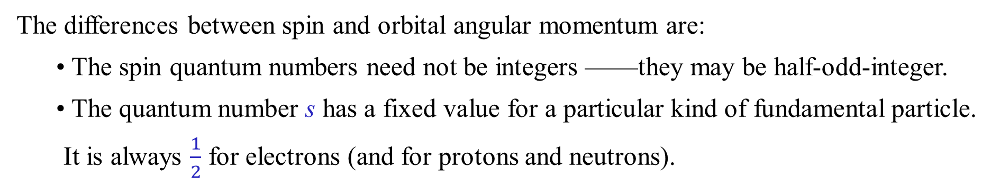 The differences between spin and orbital angular momentum are:
• The spin quantum numbers need not be integers ——they may be half-odd-integer.
• The quantum number s has a fixed value for a particular kind of fundamental particle.
It is always 1/2 for electrons (and for protons and neutrons).